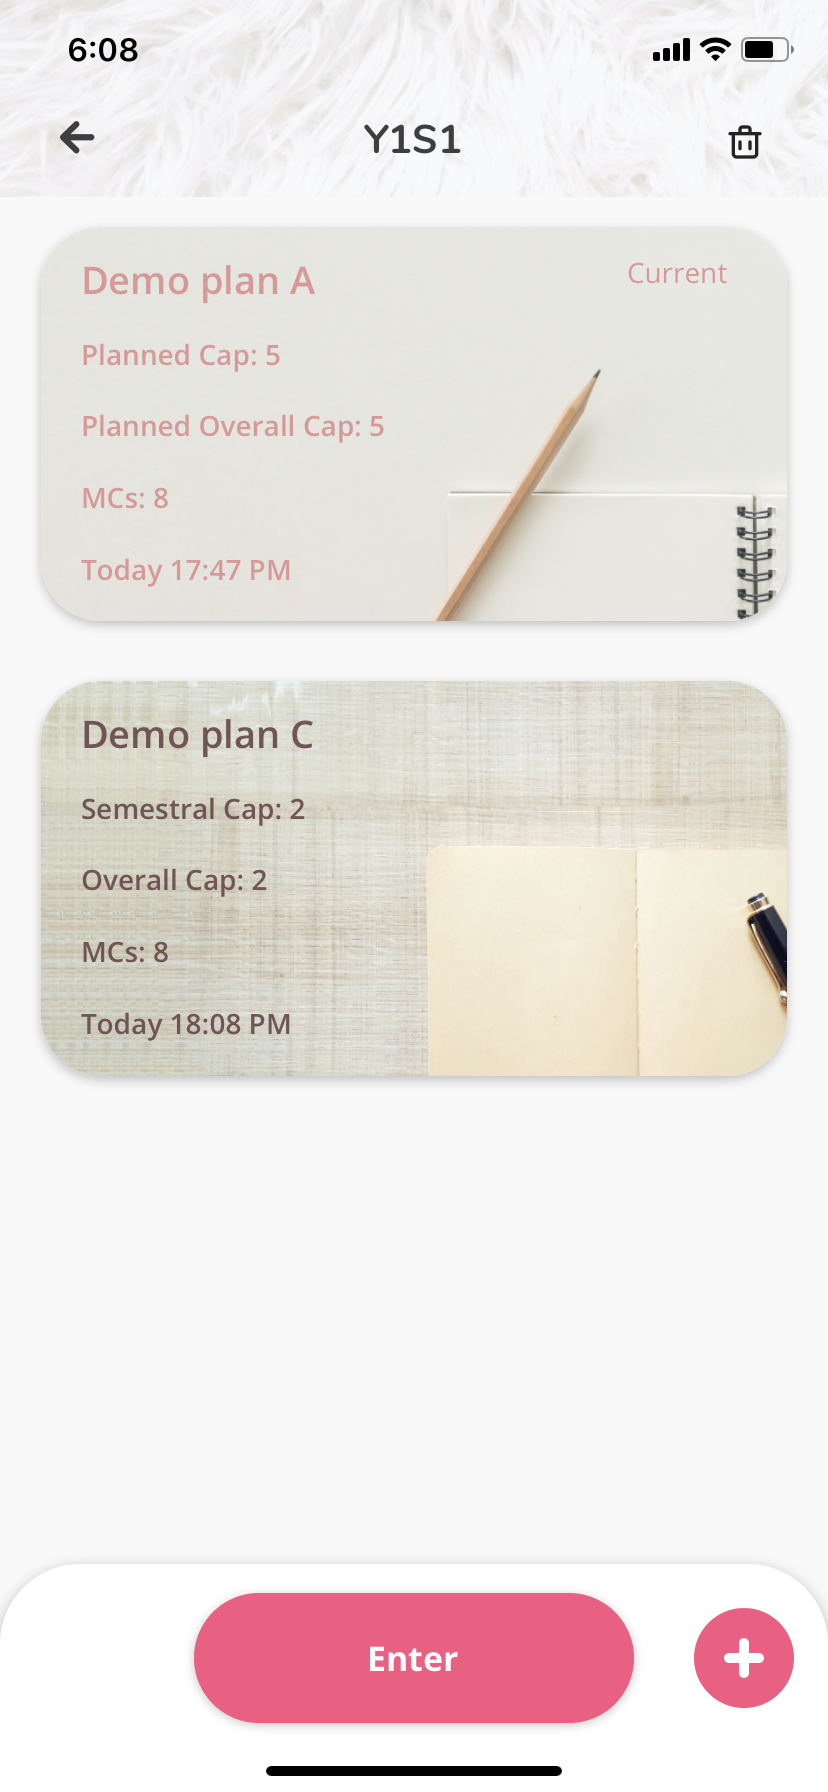 6:08
Y1S1
Demo plan A
Current
Planned Cap: 5
Planned Overall Cap: 5
MCs: 8
Today 17:47 PM
Demo plan C
Semestral Cap: 2
Overall Cap: 2
MCs: 8
Today 18:08 PM
Enter